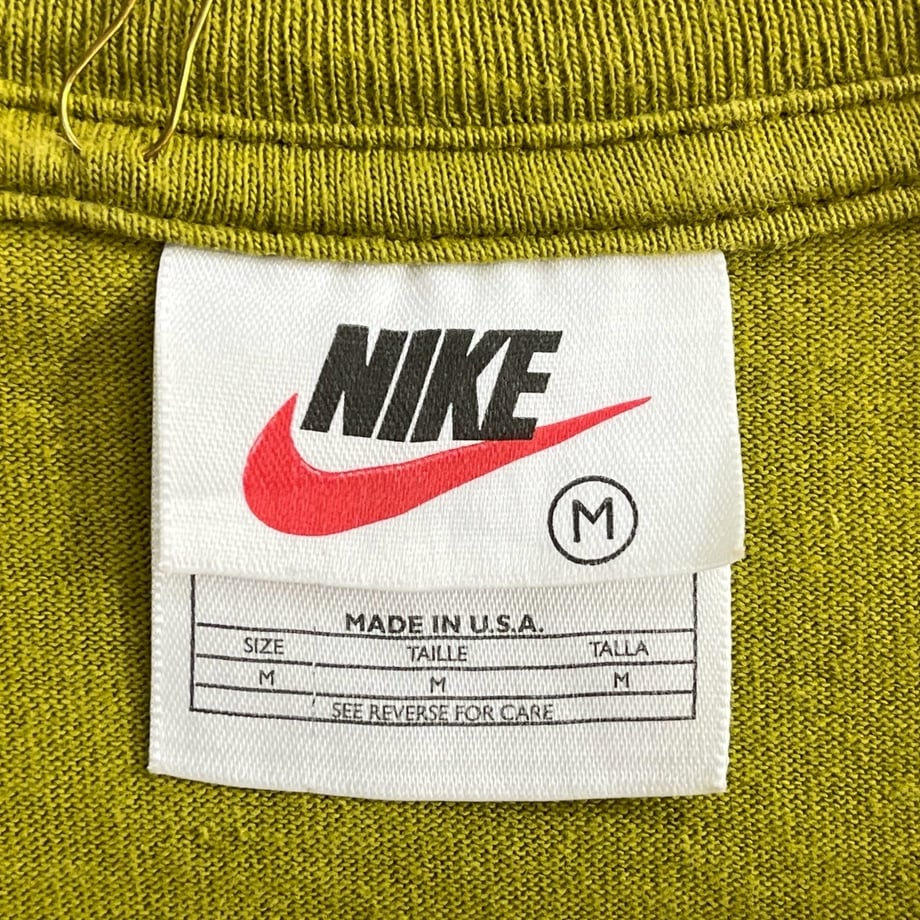 NIKE
M
MADE IN U.S.A.
SIZE TAILLE TALLA
M M M
SEE REVERSE FOR CARE